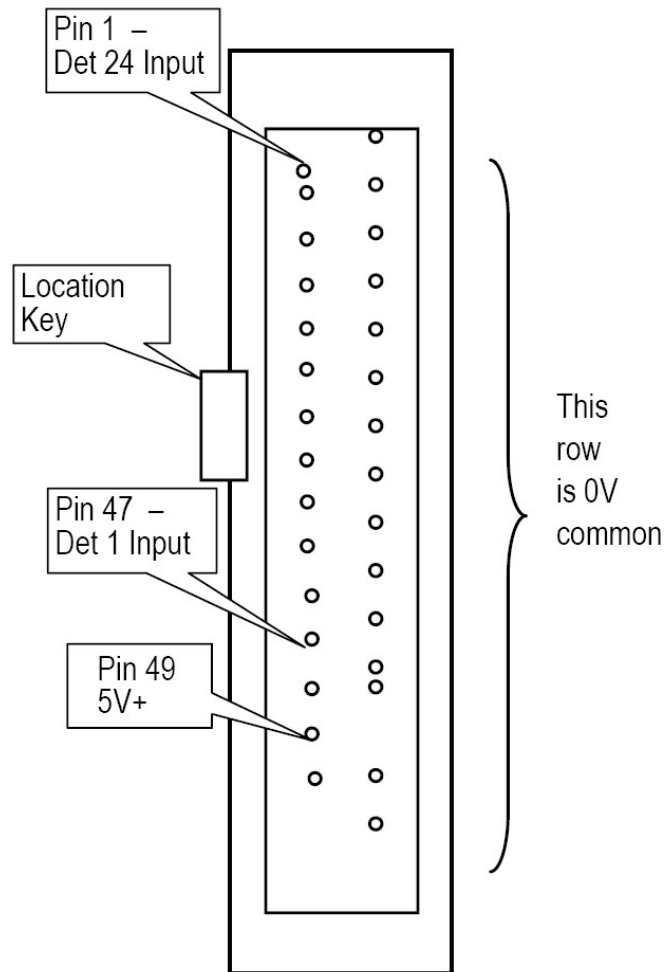 Pin 1 –
Det 24 Input
Location
Key
Pin 47 –
Det 1 Input
Pin 49
5V+
This
row
is 0V
common